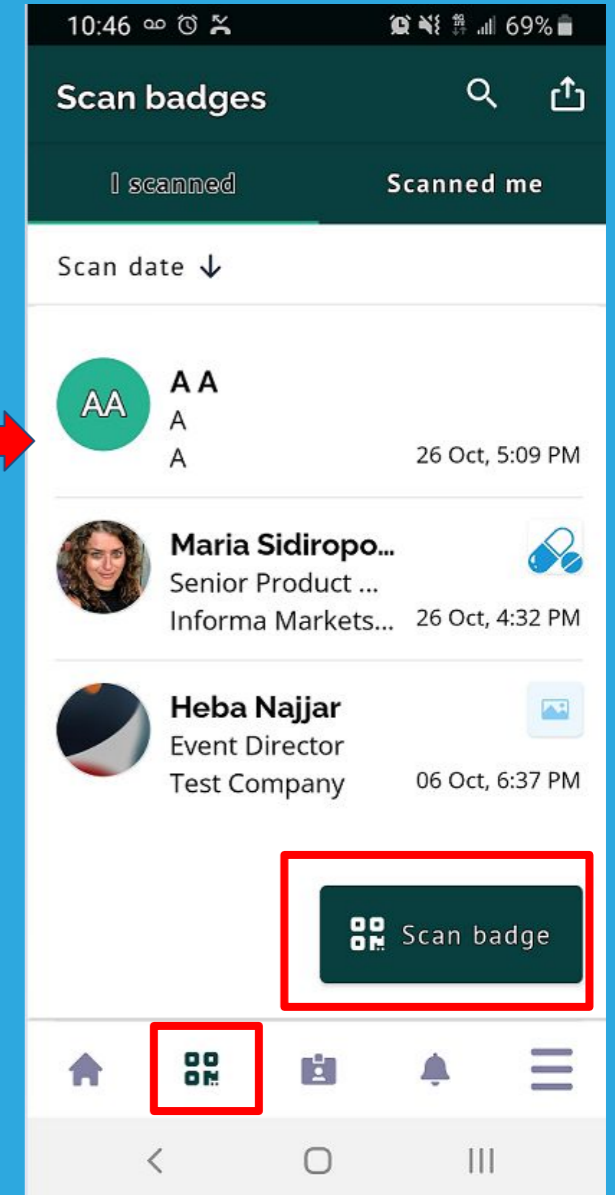 10:46 69%
Scan badges
I scanned Scanned me
Scan date ↓
AA
A A
A
A 26 Oct, 5:09 PM
Maria Sidiropo...
Senior Product ...
Informa Markets... 26 Oct, 4:32 PM
Heba Najjar
Event Director
Test Company 06 Oct, 6:37 PM
Scan badge